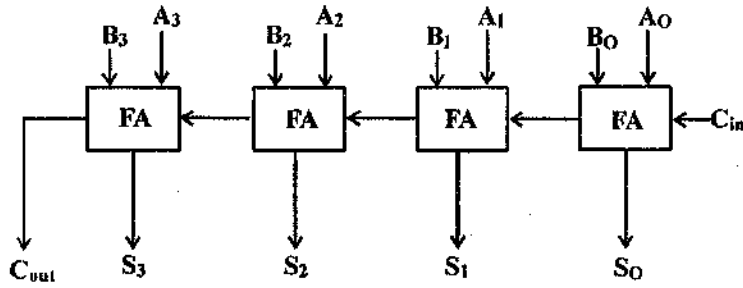 B3 A3 B2 A2 B1 A1 BO AO
FA FA FA FA Cin
Cout S3 S2 S1 SO